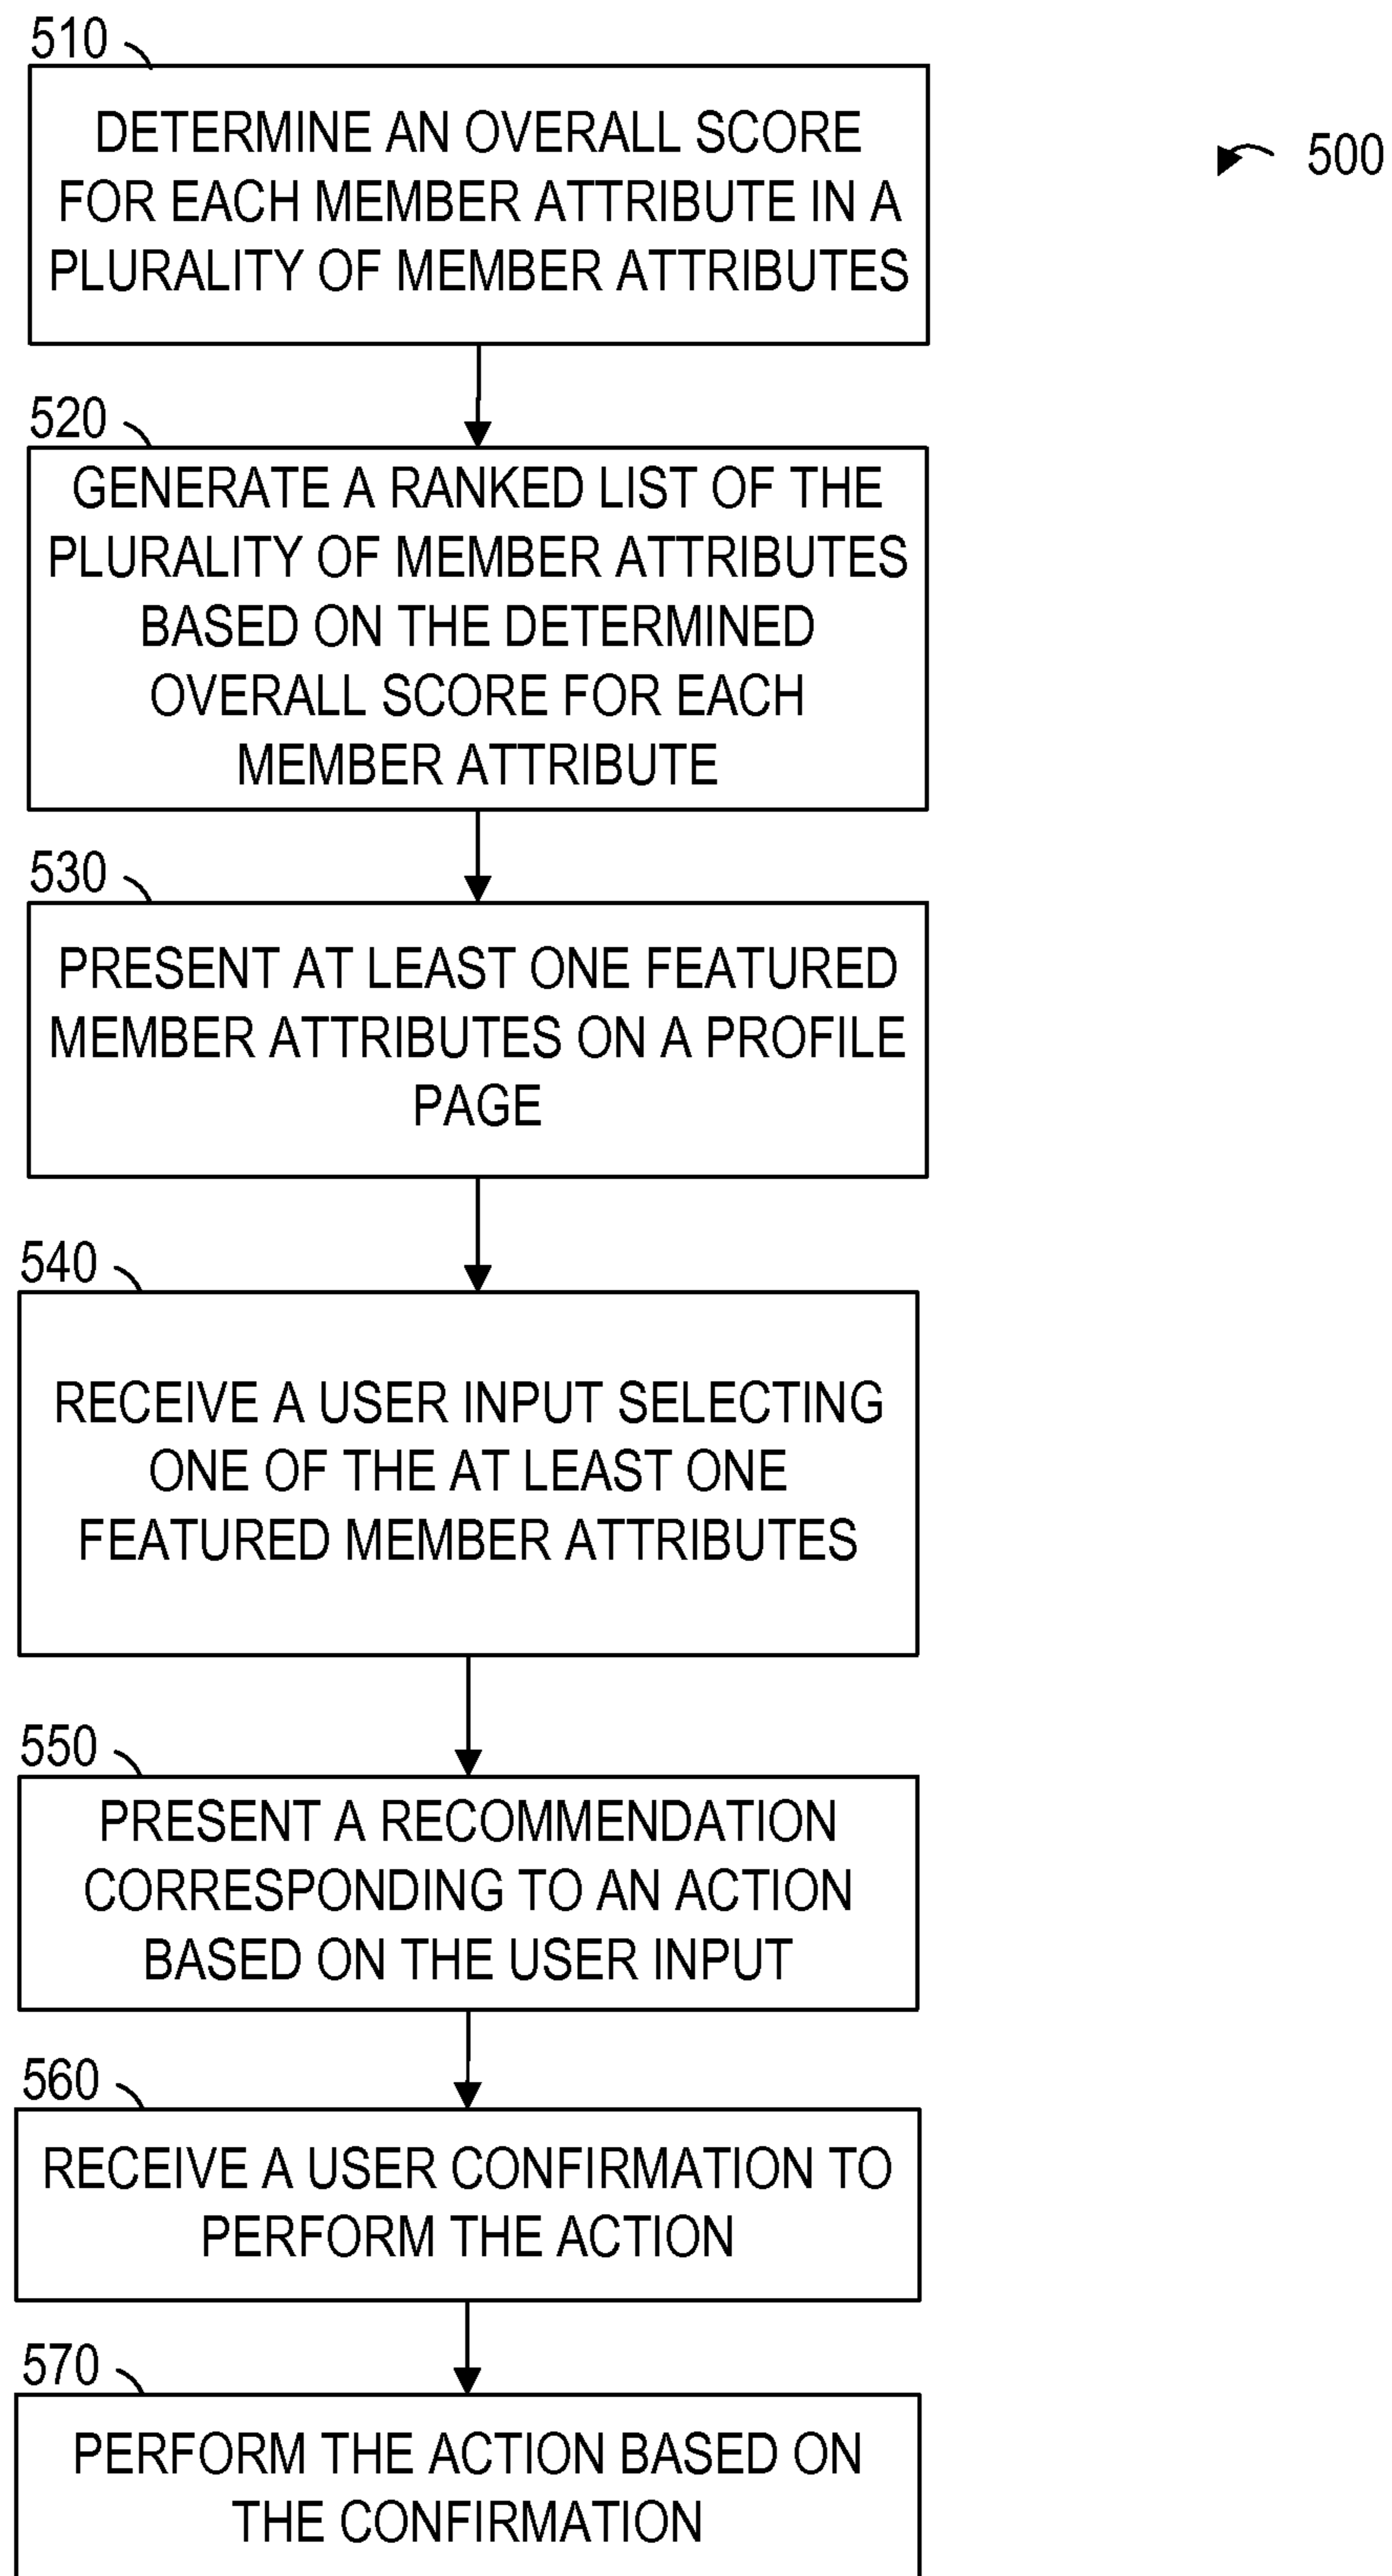 510
DETERMINE AN OVERALL SCORE
FOR EACH MEMBER ATTRIBUTE IN A
PLURALITY OF MEMBER ATTRIBUTES
500
520
GENERATE A RANKED LIST OF THE
PLURALITY OF MEMBER ATTRIBUTES
BASED ON THE DETERMINED
OVERALL SCORE FOR EACH
MEMBER ATTRIBUTE
530
PRESENT AT LEAST ONE FEATURED
MEMBER ATTRIBUTES ON A PROFILE
PAGE
540
RECEIVE A USER INPUT SELECTING
ONE OF THE AT LEAST ONE
FEATURED MEMBER ATTRIBUTES
550
PRESENT A RECOMMENDATION
CORRESPONDING TO AN ACTION
BASED ON THE USER INPUT
560
RECEIVE A USER CONFIRMATION TO
PERFORM THE ACTION
570
PERFORM THE ACTION BASED ON
THE CONFIRMATION